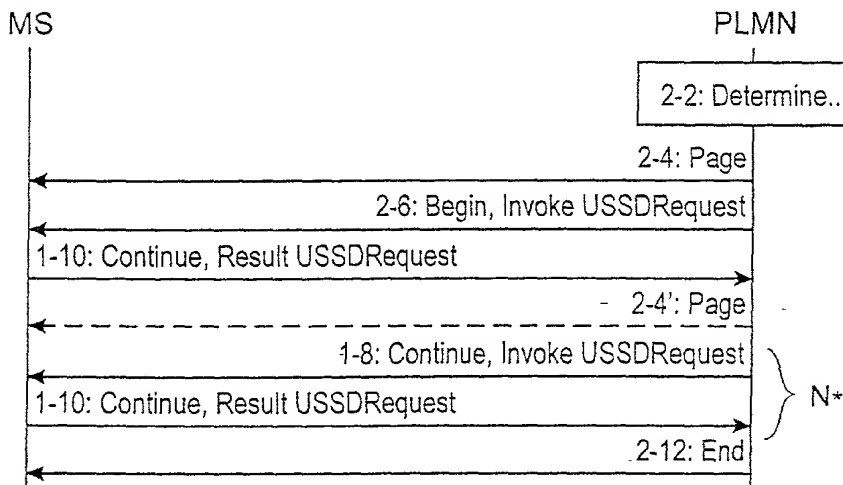 MS PLMN
2-2: Determine..
2-4: Page
2-6: Begin, Invoke USSDRequest
1-10: Continue, Result USSDRequest
2-4': Page
1-8: Continue, Invoke USSDRequest
1-10: Continue, Result USSDRequest
N*
2-12: End